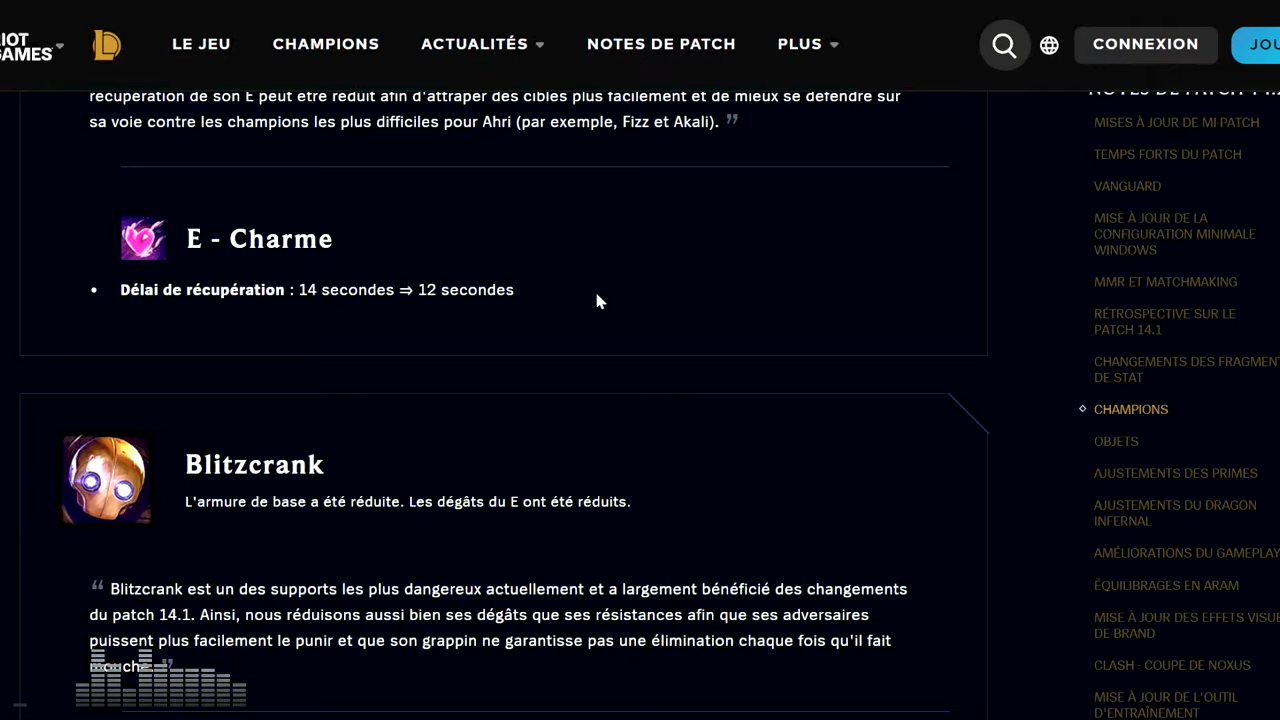 RIOT
GAMES
LE JEU
CHAMPIONS
ACTUALITÉS
NOTES DE PATCH
PLUS
CONNEXION
JOU
récupération de son E peut être réduit afin d'attraper des cibles plus facilement et de mieux se défendre sur
sa voie contre les champions les plus difficiles pour Ahri (par exemple, Fizz et Akali). ”
E - Charme
• Délai de récupération : 14 secondes ⇒ 12 secondes
Blitzcrank
L'armure de base a été réduite. Les dégâts du E ont été réduits.
“ Blitzcrank est un des supports les plus dangereux actuellement et a largement bénéficié des changements
du patch 14.1. Ainsi, nous réduisons aussi bien ses dégâts que ses résistances afin que ses adversaires
puissent plus facilement le punir et que son grappin ne garantisse pas une élimination chaque fois qu'il fait
mouche. ”
NOTES DE PATCH 14.2
MISES À JOUR DE MI-PATCH
TEMPS FORTS DU PATCH
VANGUARD
MISE À JOUR DE LA
CONFIGURATION MINIMALE
WINDOWS
MMR ET MATCHMAKING
RÉTROSPECTIVE SUR LE
PATCH 14.1
CHANGEMENTS DES FRAGMENT
DE STAT
CHAMPIONS
OBJETS
AJUSTEMENTS DES PRIMES
AJUSTEMENTS DU DRAGON
INFERNAL
AMÉLIORATIONS DU GAMEPLAY
ÉQUILIBRAGES EN ARAM
MISE À JOUR DES EFFETS VISUE
DE BRAND
CLASH - COUPE DE NOXUS
MISE À JOUR DE L'OUTIL
D'ENTRAÎNEMENT